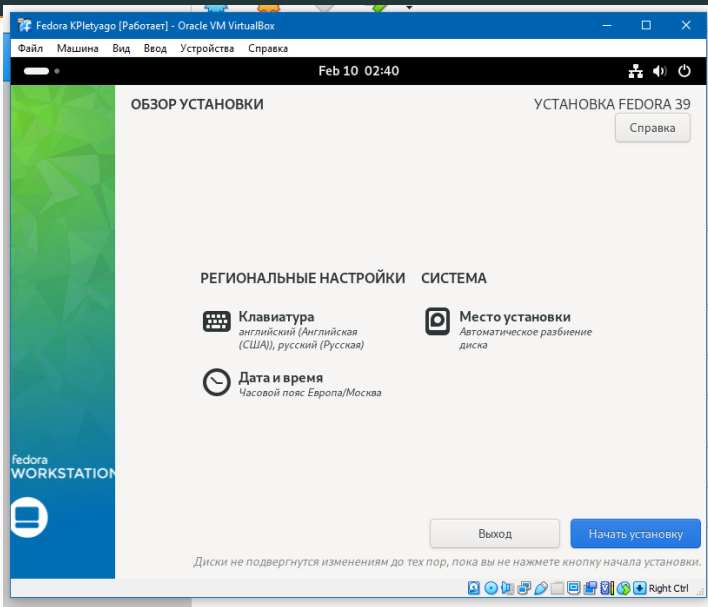 Fedora KPletyago [Работает] - Oracle VM VirtualBox
Файл Машина Вид Ввод Устройства Справка
Feb 10 02:40
ОБЗОР УСТАНОВКИ
УСТАНОВКА FEDORA 39
Справка
РЕГИОНАЛЬНЫЕ НАСТРОЙКИ
Клавиатура
английский (Английская
(США)), русский (Русская)
Дата и время
Часовой пояс Европа/Москва
СИСТЕМА
Место установки
Автоматическое разбиение
диска
fedora
WORKSTATION
Выход
Начать установку
Диски не подвергнутся изменениям до тех пор, пока вы не нажмете кнопку начала установки.
Right Ctrl